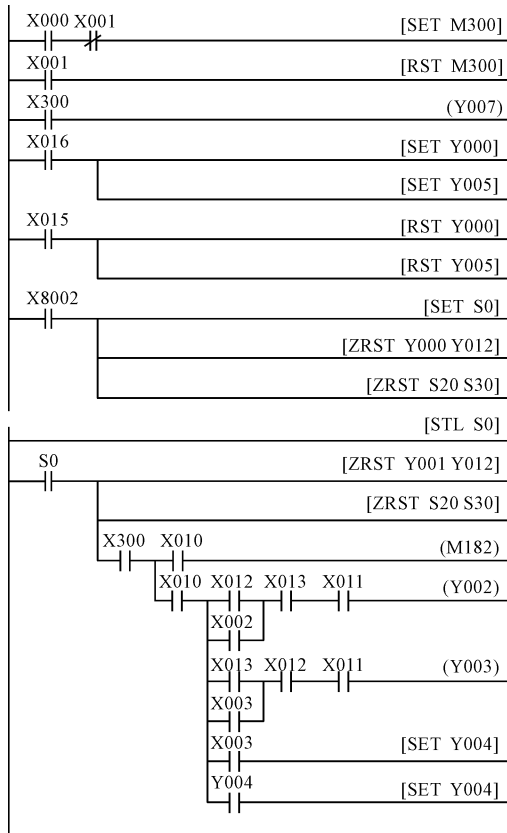 X000 X001 [SET M300]
X001 [RST M300]
X300 (Y007)
X016 [SET Y000]
[SET Y005]
X015 [RST Y000]
[RST Y005]
X8002 [SET S0]
[ZRST Y000 Y012]
[ZRST S20 S30]
[STL S0]
S0 [ZRST Y001 Y012]
[ZRST S20 S30]
X300 X010 (M182)
X010 X012 X013 X011 (Y002)
X002
X013 X012 X011 (Y003)
X003
X003 [SET Y004]
Y004 [SET Y004]